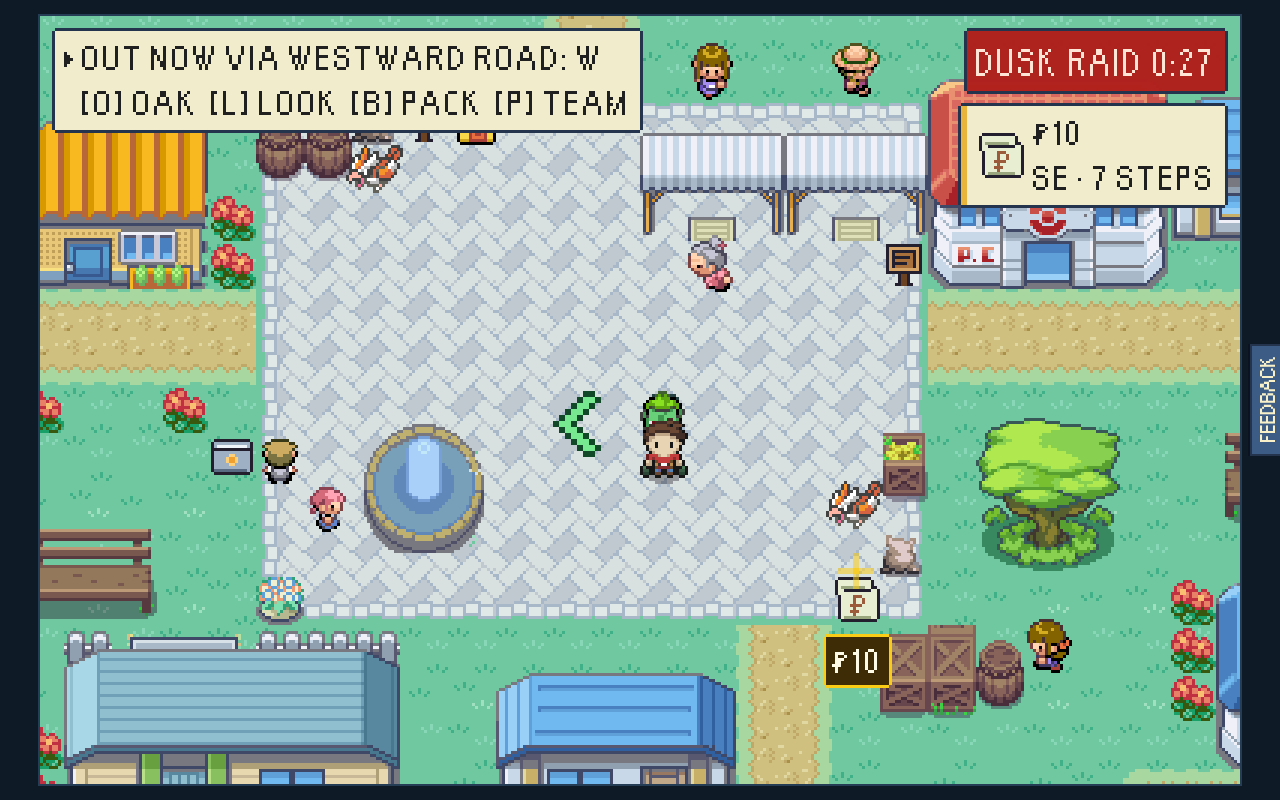 OUT NOW VIA WESTWARD ROAD: W
[O] OAK [L] LOOK [B] PACK [P] TEAM
DUSK RAID 0:27
₽10
SE · 7 STEPS
P.C
FEEDBACK
₽
₽
₽10